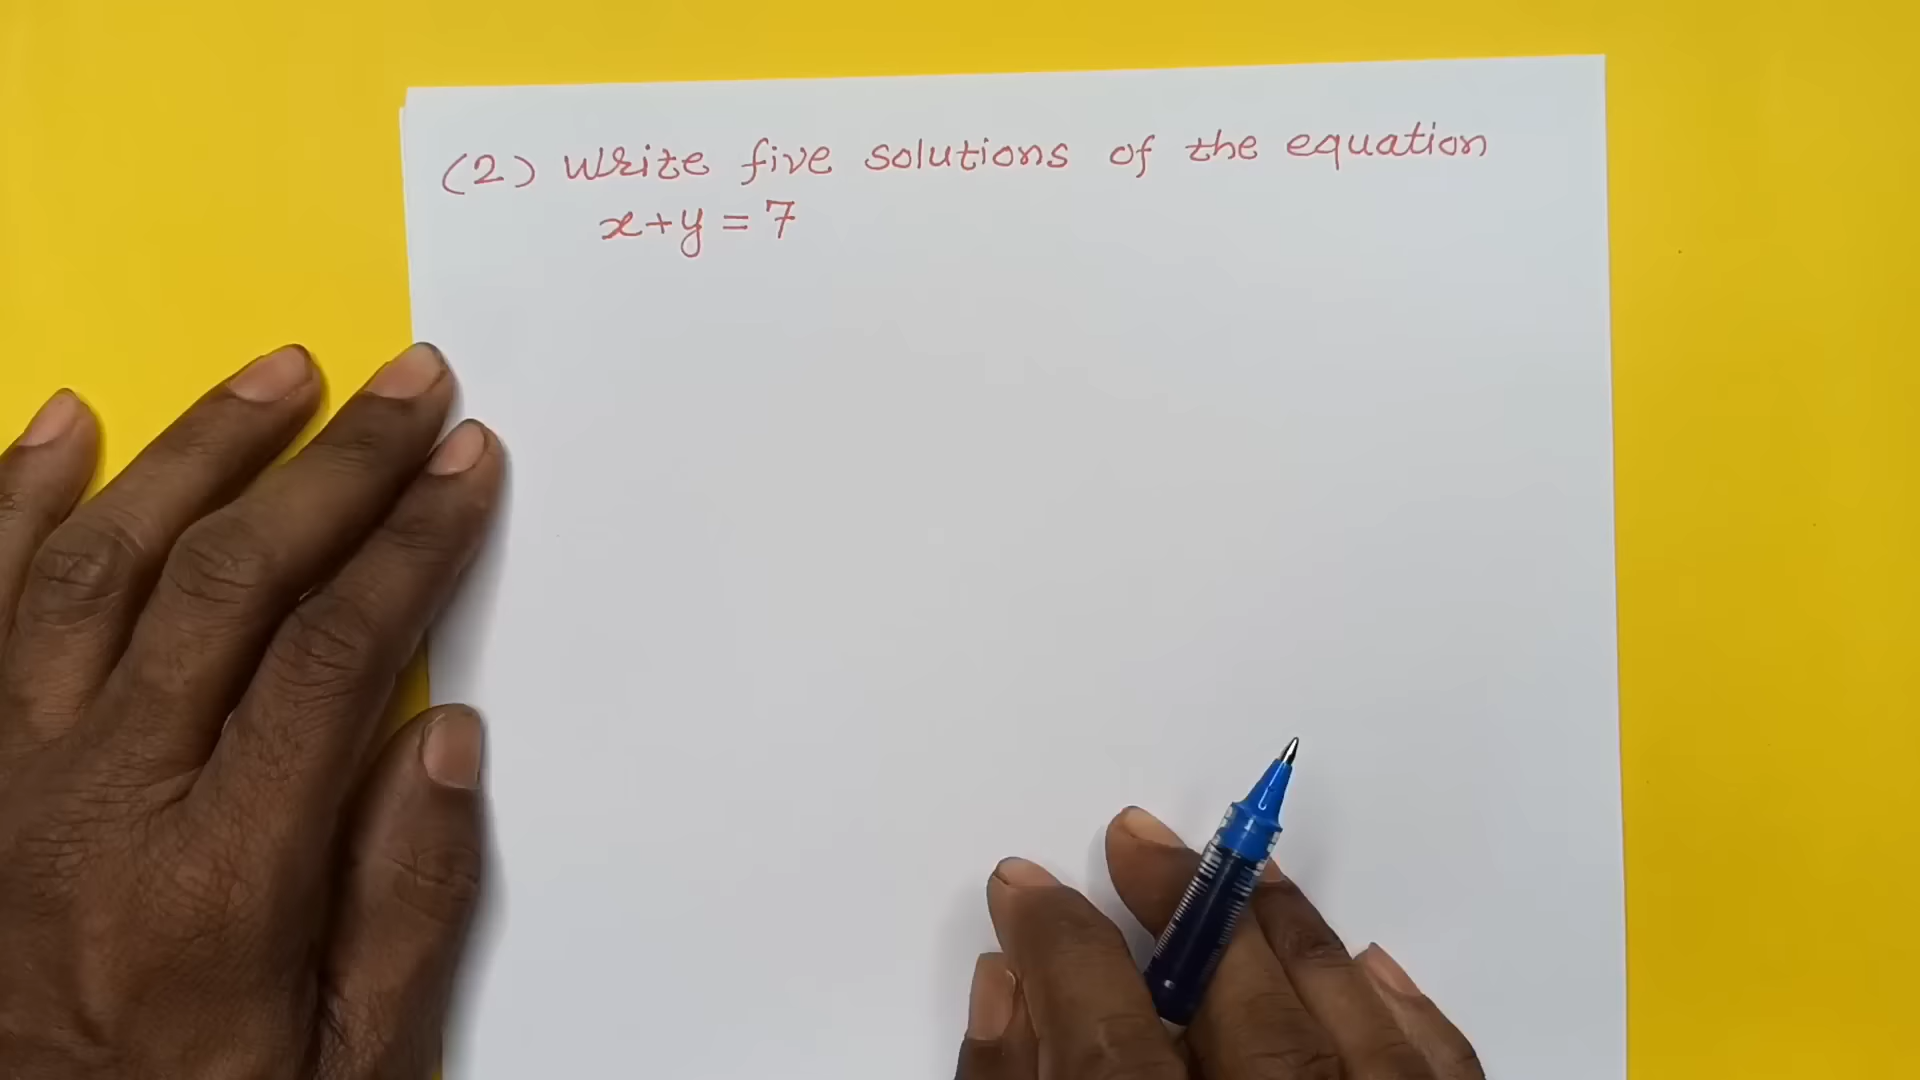 (2) Write five solutions of the equation
x+y = 7